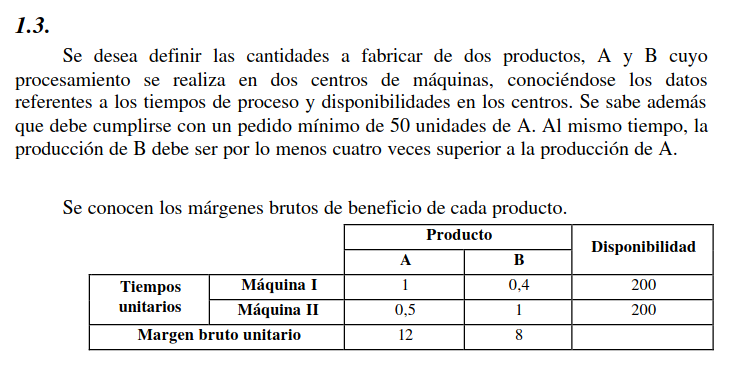 1.3.
Se desea definir las cantidades a fabricar de dos productos, A y B cuyo
procesamiento se realiza en dos centros de máquinas, conociéndose los datos
referentes a los tiempos de proceso y disponibilidades en los centros. Se sabe además
que debe cumplirse con un pedido mínimo de 50 unidades de A. Al mismo tiempo, la
producción de B debe ser por lo menos cuatro veces superior a la producción de A.
Se conocen los márgenes brutos de beneficio de cada producto.
Producto Disponibilidad
A B
Tiempos unitarios Máquina I 1 0,4 200
Máquina II 0,5 1 200
Margen bruto unitario 12 8